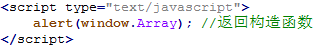 <script type="text/javascript">
    alert(window.Array); //返回构造函数
</script>